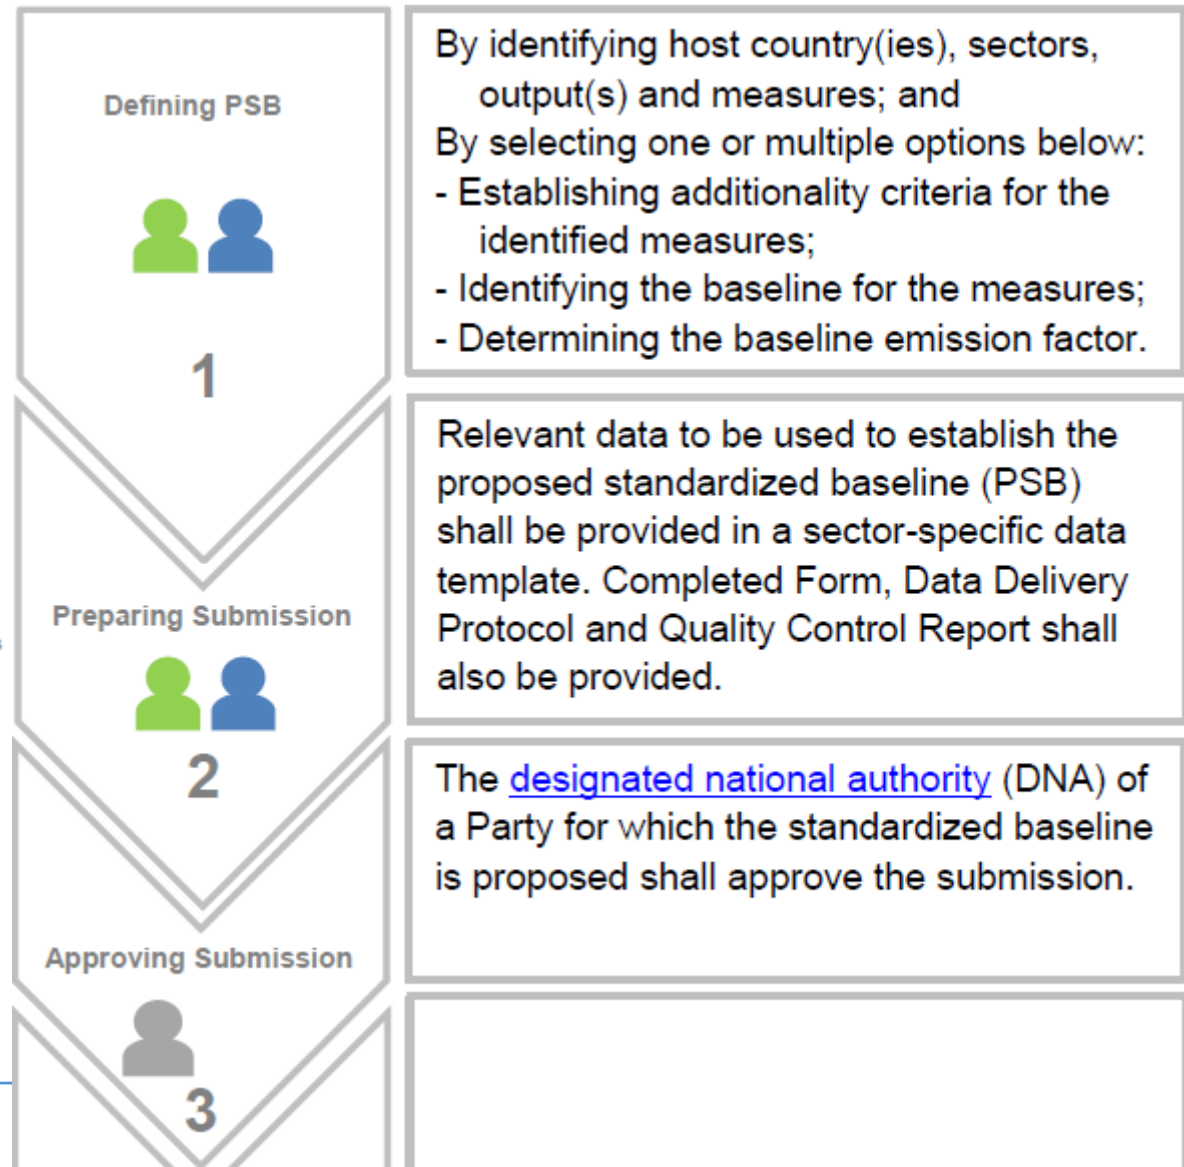 Defining PSB
1
By identifying host country(ies), sectors,
output(s) and measures; and
By selecting one or multiple options below:
- Establishing additionality criteria for the
identified measures;
- Identifying the baseline for the measures;
- Determining the baseline emission factor.
Preparing Submission
2
Relevant data to be used to establish the
proposed standardized baseline (PSB)
shall be provided in a sector-specific data
template. Completed Form, Data Delivery
Protocol and Quality Control Report shall
also be provided.
Approving Submission
3
The designated national authority (DNA) of
a Party for which the standardized baseline
is proposed shall approve the submission.